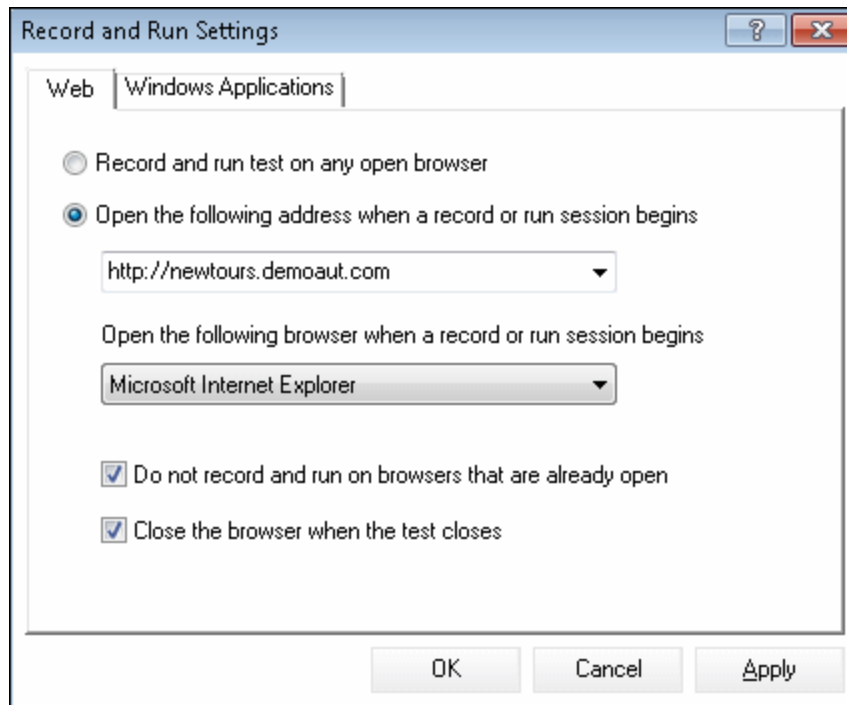 Record and Run Settings
?
Web
Windows Applications
Record and run test on any open browser
Open the following address when a record or run session begins
http://newtours.demoaut.com
Open the following browser when a record or run session begins
Microsoft Internet Explorer
Do not record and run on browsers that are already open
Close the browser when the test closes
OK
Cancel
Apply